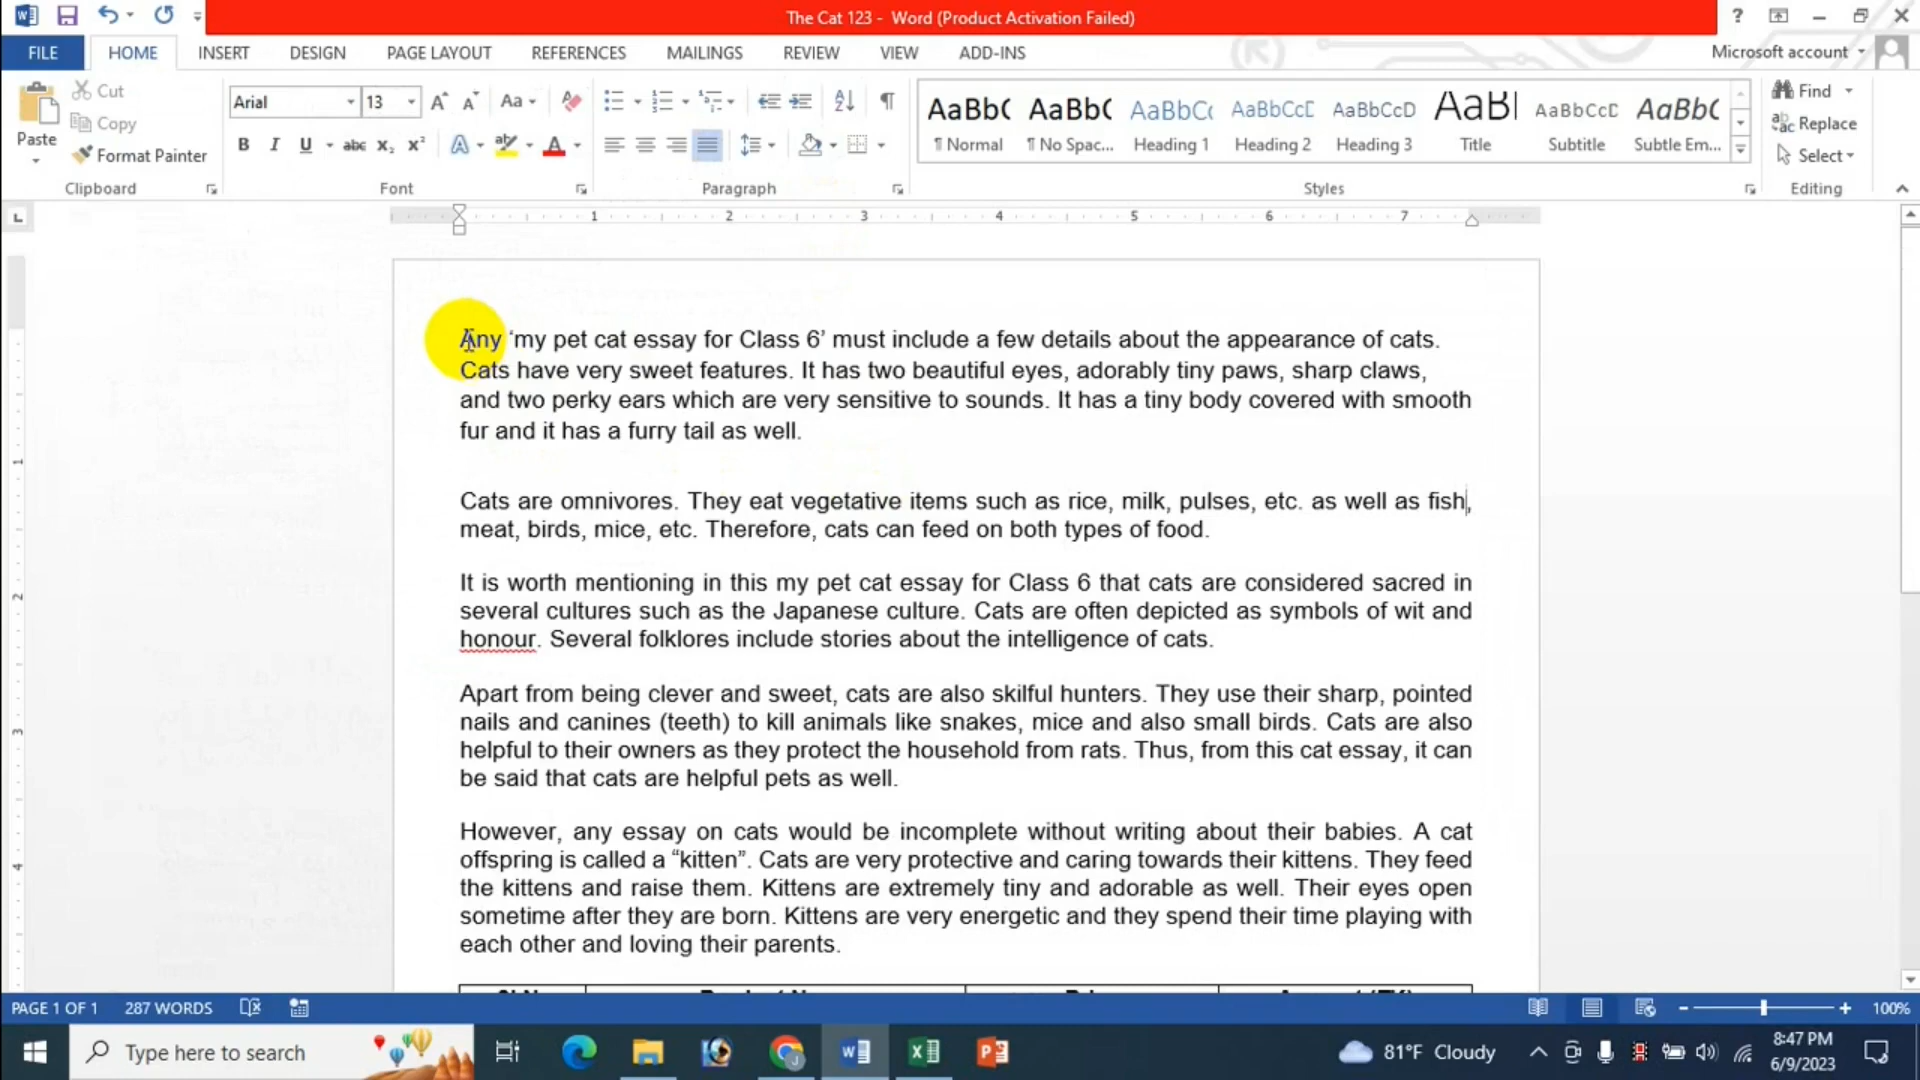 The Cat 123 - Word (Product Activation Failed)
FILE HOME INSERT DESIGN PAGE LAYOUT REFERENCES MAILINGS REVIEW VIEW ADD-INS Microsoft account
Paste
Cut
Copy
Format Painter
Clipboard
Arial 13
Font
Paragraph
AaBbC AaBbC AaBbC AaBbCcD AaBbCcD AaB AaBbCcD AaBbC
¶ Normal ¶ No Spac... Heading 1 Heading 2 Heading 3 Title Subtitle Subtle Em...
Styles
Find
Replace
Select
Editing
1 2 3 4 5 6 7
Any ‘my pet cat essay for Class 6’ must include a few details about the appearance of cats.
Cats have very sweet features. It has two beautiful eyes, adorably tiny paws, sharp claws,
and two perky ears which are very sensitive to sounds. It has a tiny body covered with smooth
fur and it has a furry tail as well.
Cats are omnivores. They eat vegetative items such as rice, milk, pulses, etc. as well as fish,
meat, birds, mice, etc. Therefore, cats can feed on both types of food.
It is worth mentioning in this my pet cat essay for Class 6 that cats are considered sacred in
several cultures such as the Japanese culture. Cats are often depicted as symbols of wit and
honour. Several folklores include stories about the intelligence of cats.
Apart from being clever and sweet, cats are also skilful hunters. They use their sharp, pointed
nails and canines (teeth) to kill animals like snakes, mice and also small birds. Cats are also
helpful to their owners as they protect the household from rats. Thus, from this cat essay, it can
be said that cats are helpful pets as well.
However, any essay on cats would be incomplete without writing about their babies. A cat
offspring is called a “kitten”. Cats are very protective and caring towards their kittens. They feed
the kittens and raise them. Kittens are extremely tiny and adorable as well. Their eyes open
sometime after they are born. Kittens are very energetic and they spend their time playing with
each other and loving their parents.
PAGE 1 OF 1 287 WORDS 100%
Type here to search
81°F Cloudy
8:47 PM
6/9/2023